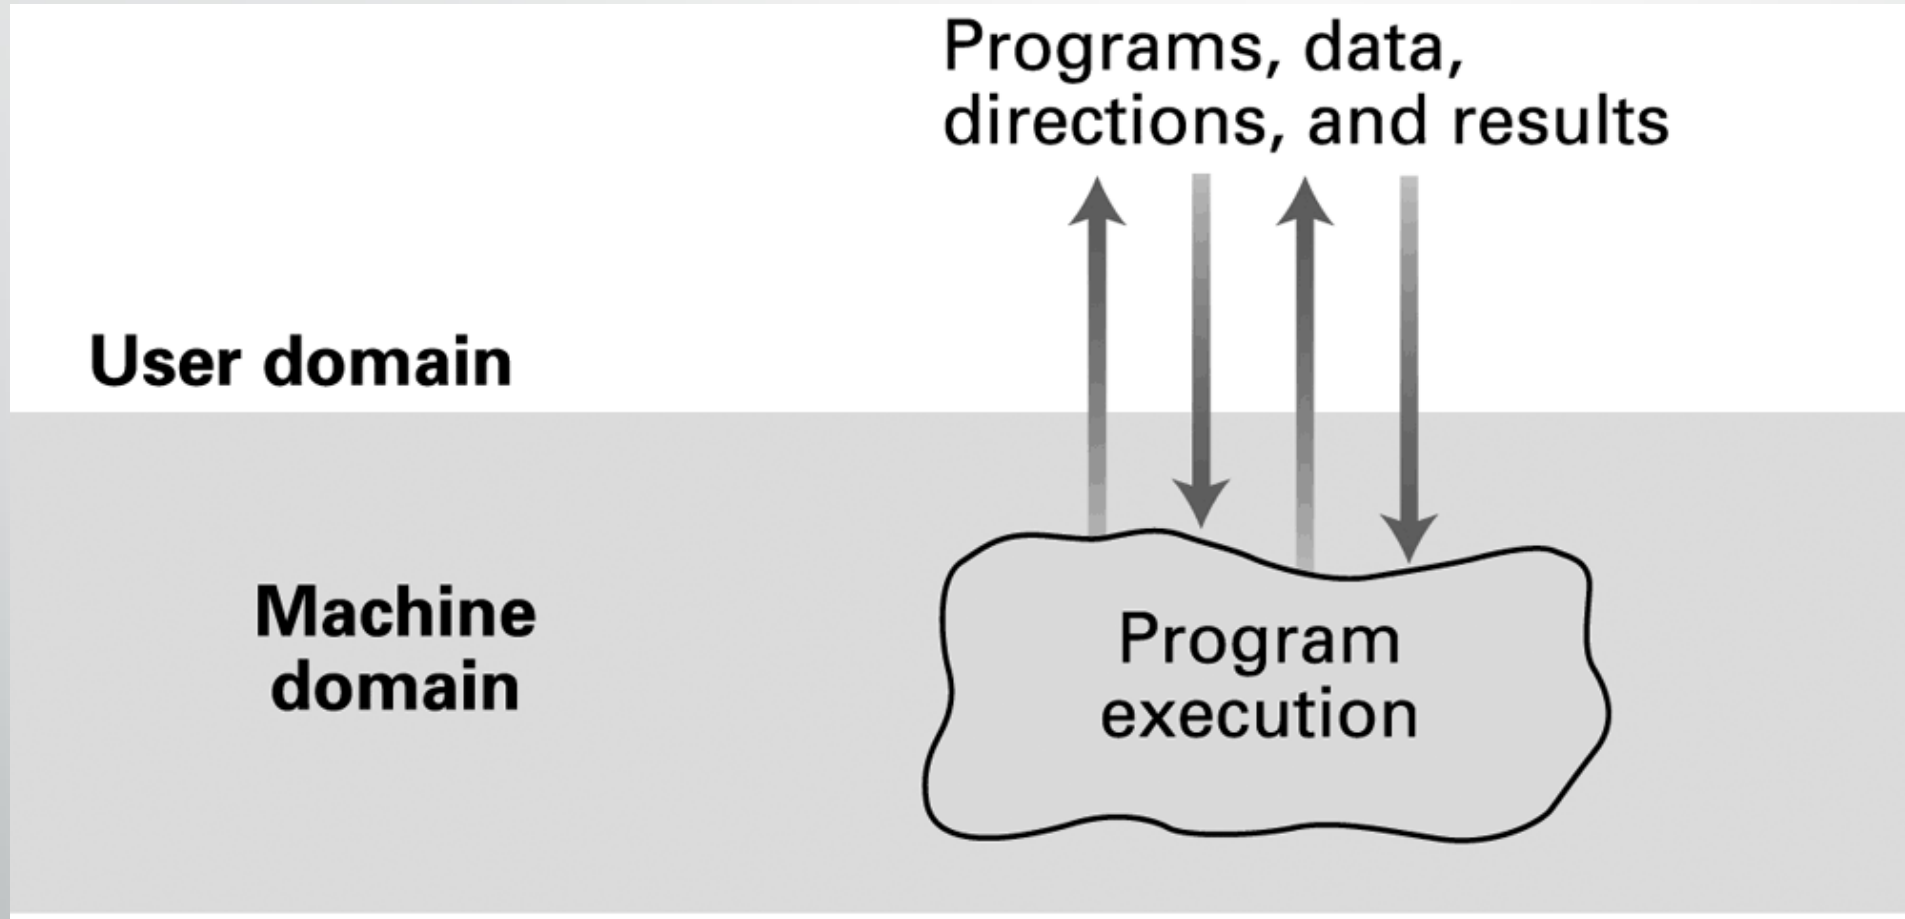 Programs, data,
directions, and results
User domain
Machine
domain
Program
execution